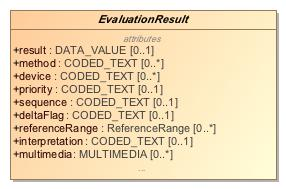 EvaluationResult
attributes
+result : DATA_VALUE [0..1]
+method : CODED_TEXT [0..*]
+device : CODED_TEXT [0..*]
+priority : CODED_TEXT [0..1]
+sequence : CODED_TEXT [0..1]
+deltaFlag : CODED_TEXT [0..1]
+referenceRange : ReferenceRange [0..*]
+interpretation : CODED_TEXT [0..1]
+multimedia : MULTIMEDIA [0..*]
...